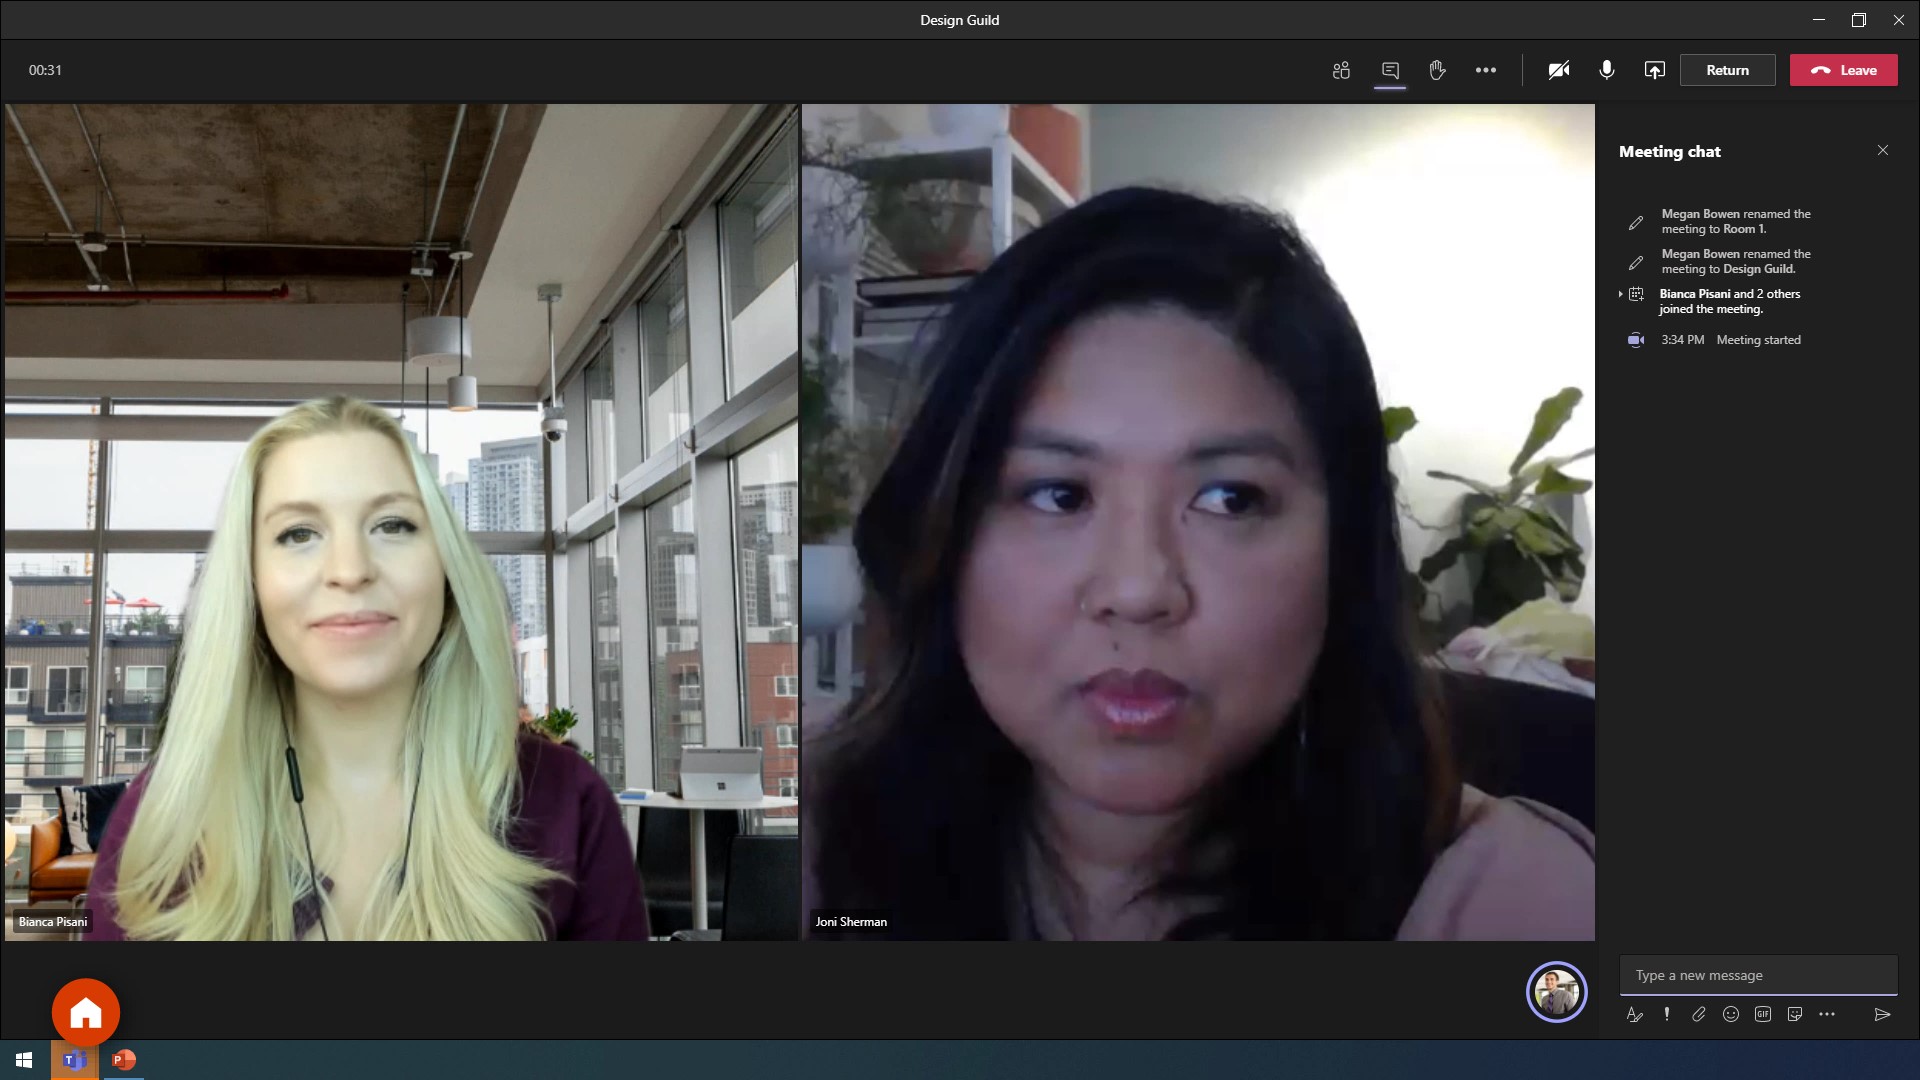 Design Guild
00:31
Return
Leave
Meeting chat
Megan Bowen renamed the
meeting to Room 1.
Megan Bowen renamed the
meeting to Design Guild.
Bianca Pisani and 2 others
joined the meeting.
3:34 PM Meeting started
Bianca Pisani
Joni Sherman
Type a new message
GIF
T
P